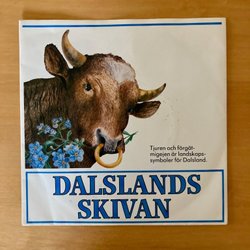 Tjuren och förgät-
migejen är landskaps-
symboler för Dalsland.
DALSLANDS
SKIVAN